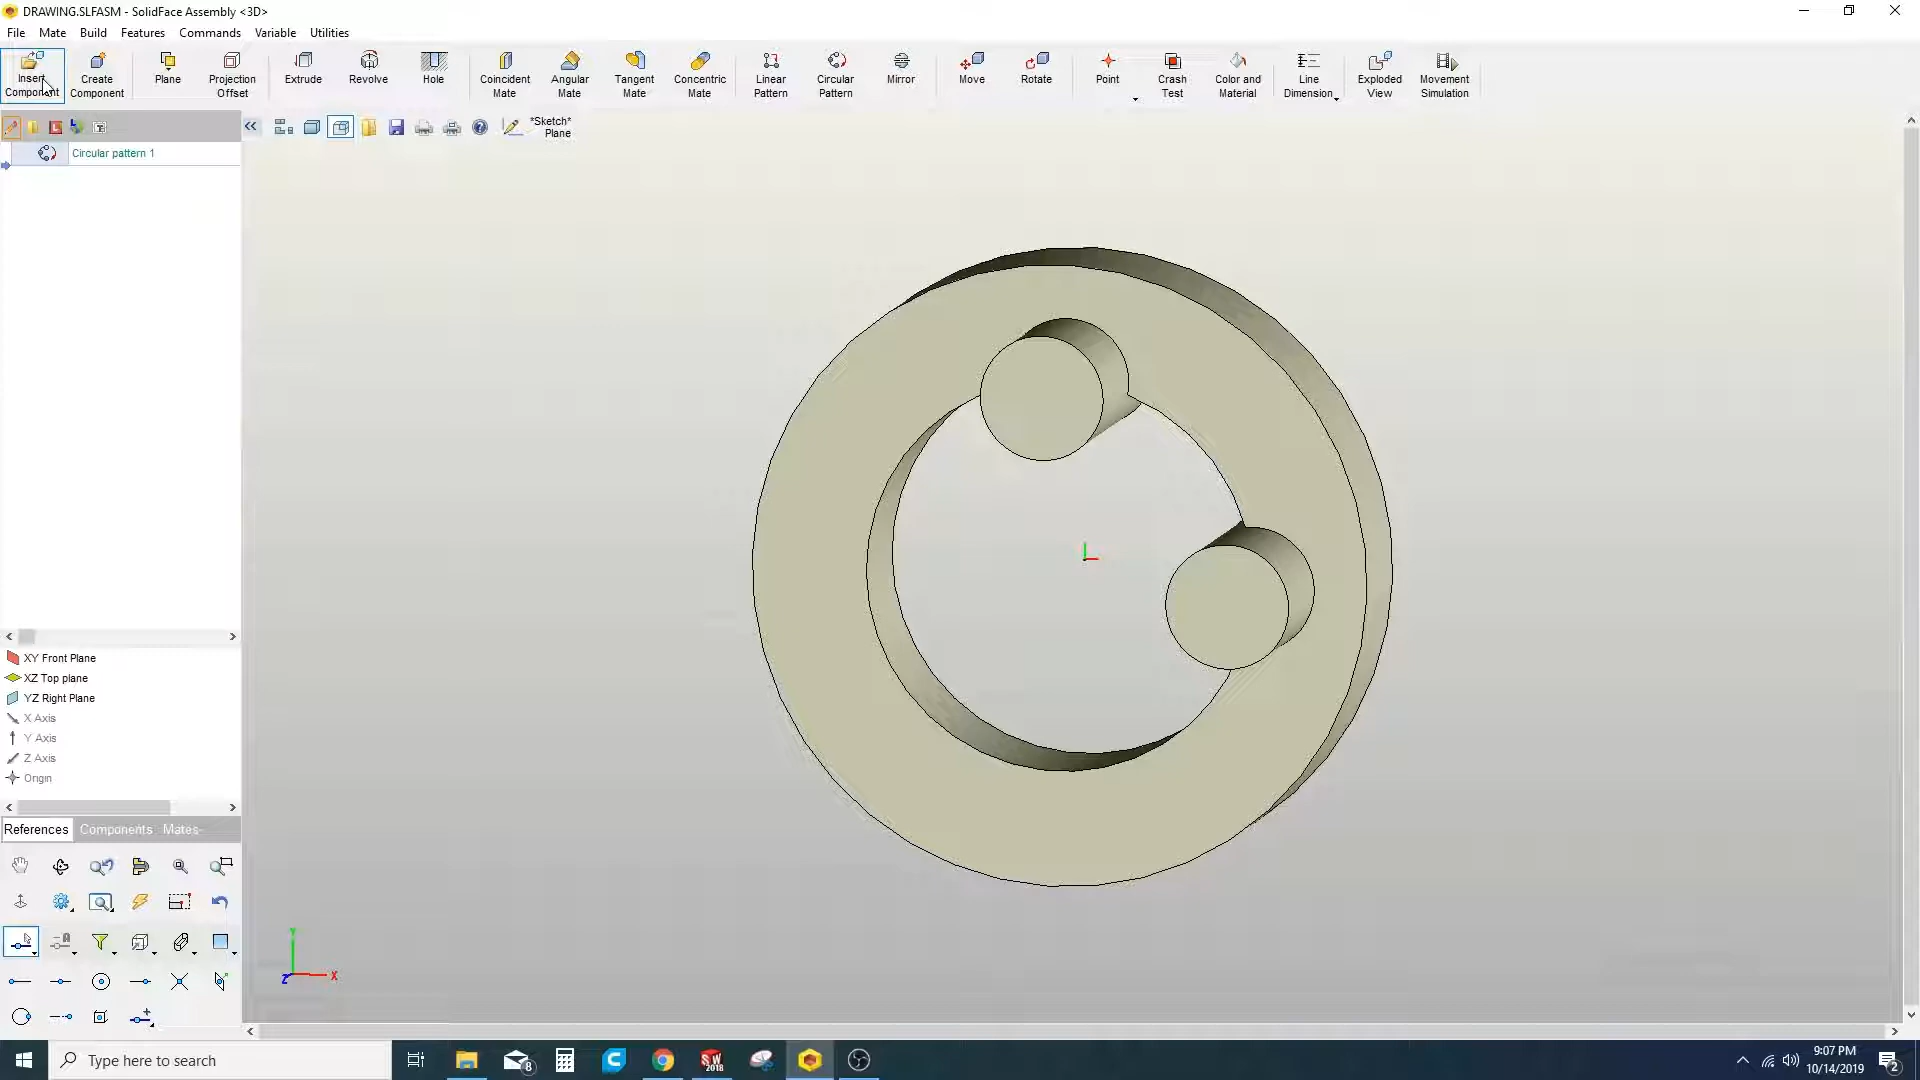 DRAWING.SLFASM - SolidFace Assembly <3D>
File Mate Build Features Commands Variable Utilities
Insert Component
Create Component
Plane
Projection Offset
Extrude
Revolve
Hole
Coincident Mate
Angular Mate
Tangent Mate
Concentric Mate
Linear Pattern
Circular Pattern
Mirror
Move
Rotate
Point
Crash Test
Color and Material
Line Dimension
Exploded View
Movement Simulation
*Sketch*
Plane
Circular pattern 1
XY Front Plane
XZ Top plane
YZ Right Plane
X Axis
Y Axis
Z Axis
Origin
References Components Mates
Y
X
Z
Type here to search
8
SW
2018
9:07 PM
10/14/2019
2